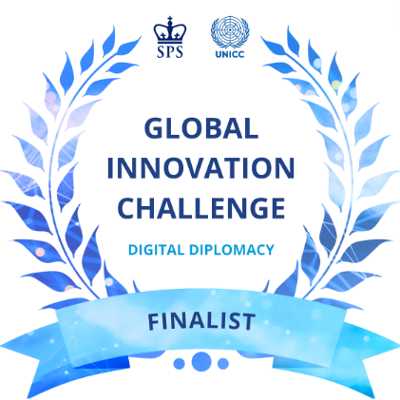 SPS
UNICC
GLOBAL
INNOVATION
CHALLENGE
DIGITAL DIPLOMACY
FINALIST